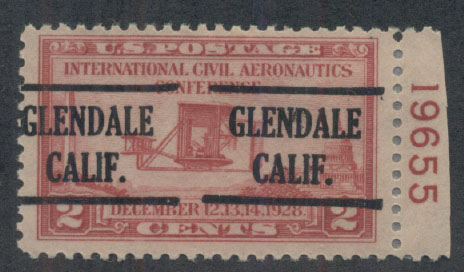 U.S. POSTAGE
INTERNATIONAL CIVIL AERONAUTICS
CONFERENCE
GLENDALE GLENDALE
CALIF. CALIF.
DECEMBER 12.13.14.1928.
2 CENTS 2
19655